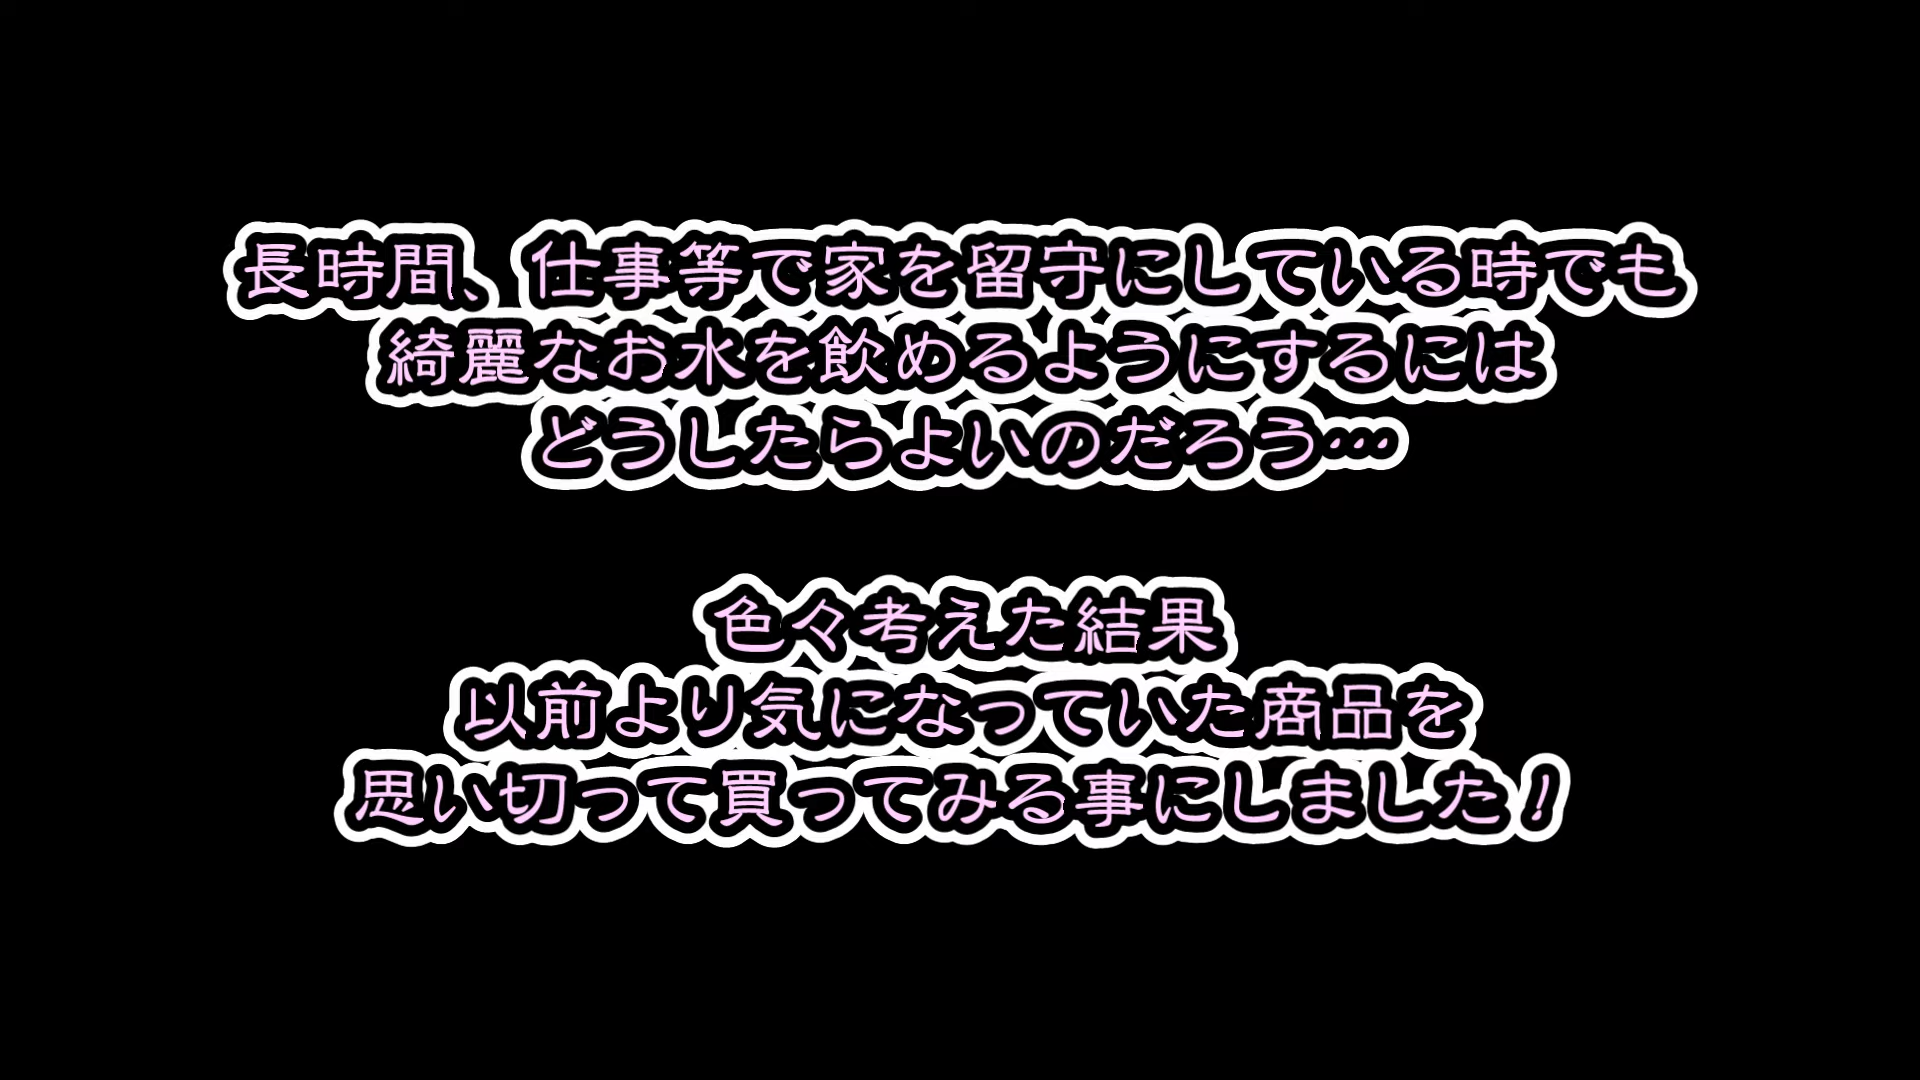 長時間、仕事等で家を留守にしている時でも
綺麗なお水を飲めるようにするには
どうしたらよいのだろう…
色々考えた結果
以前より気になっていた商品を
思い切って買ってみる事にしました！